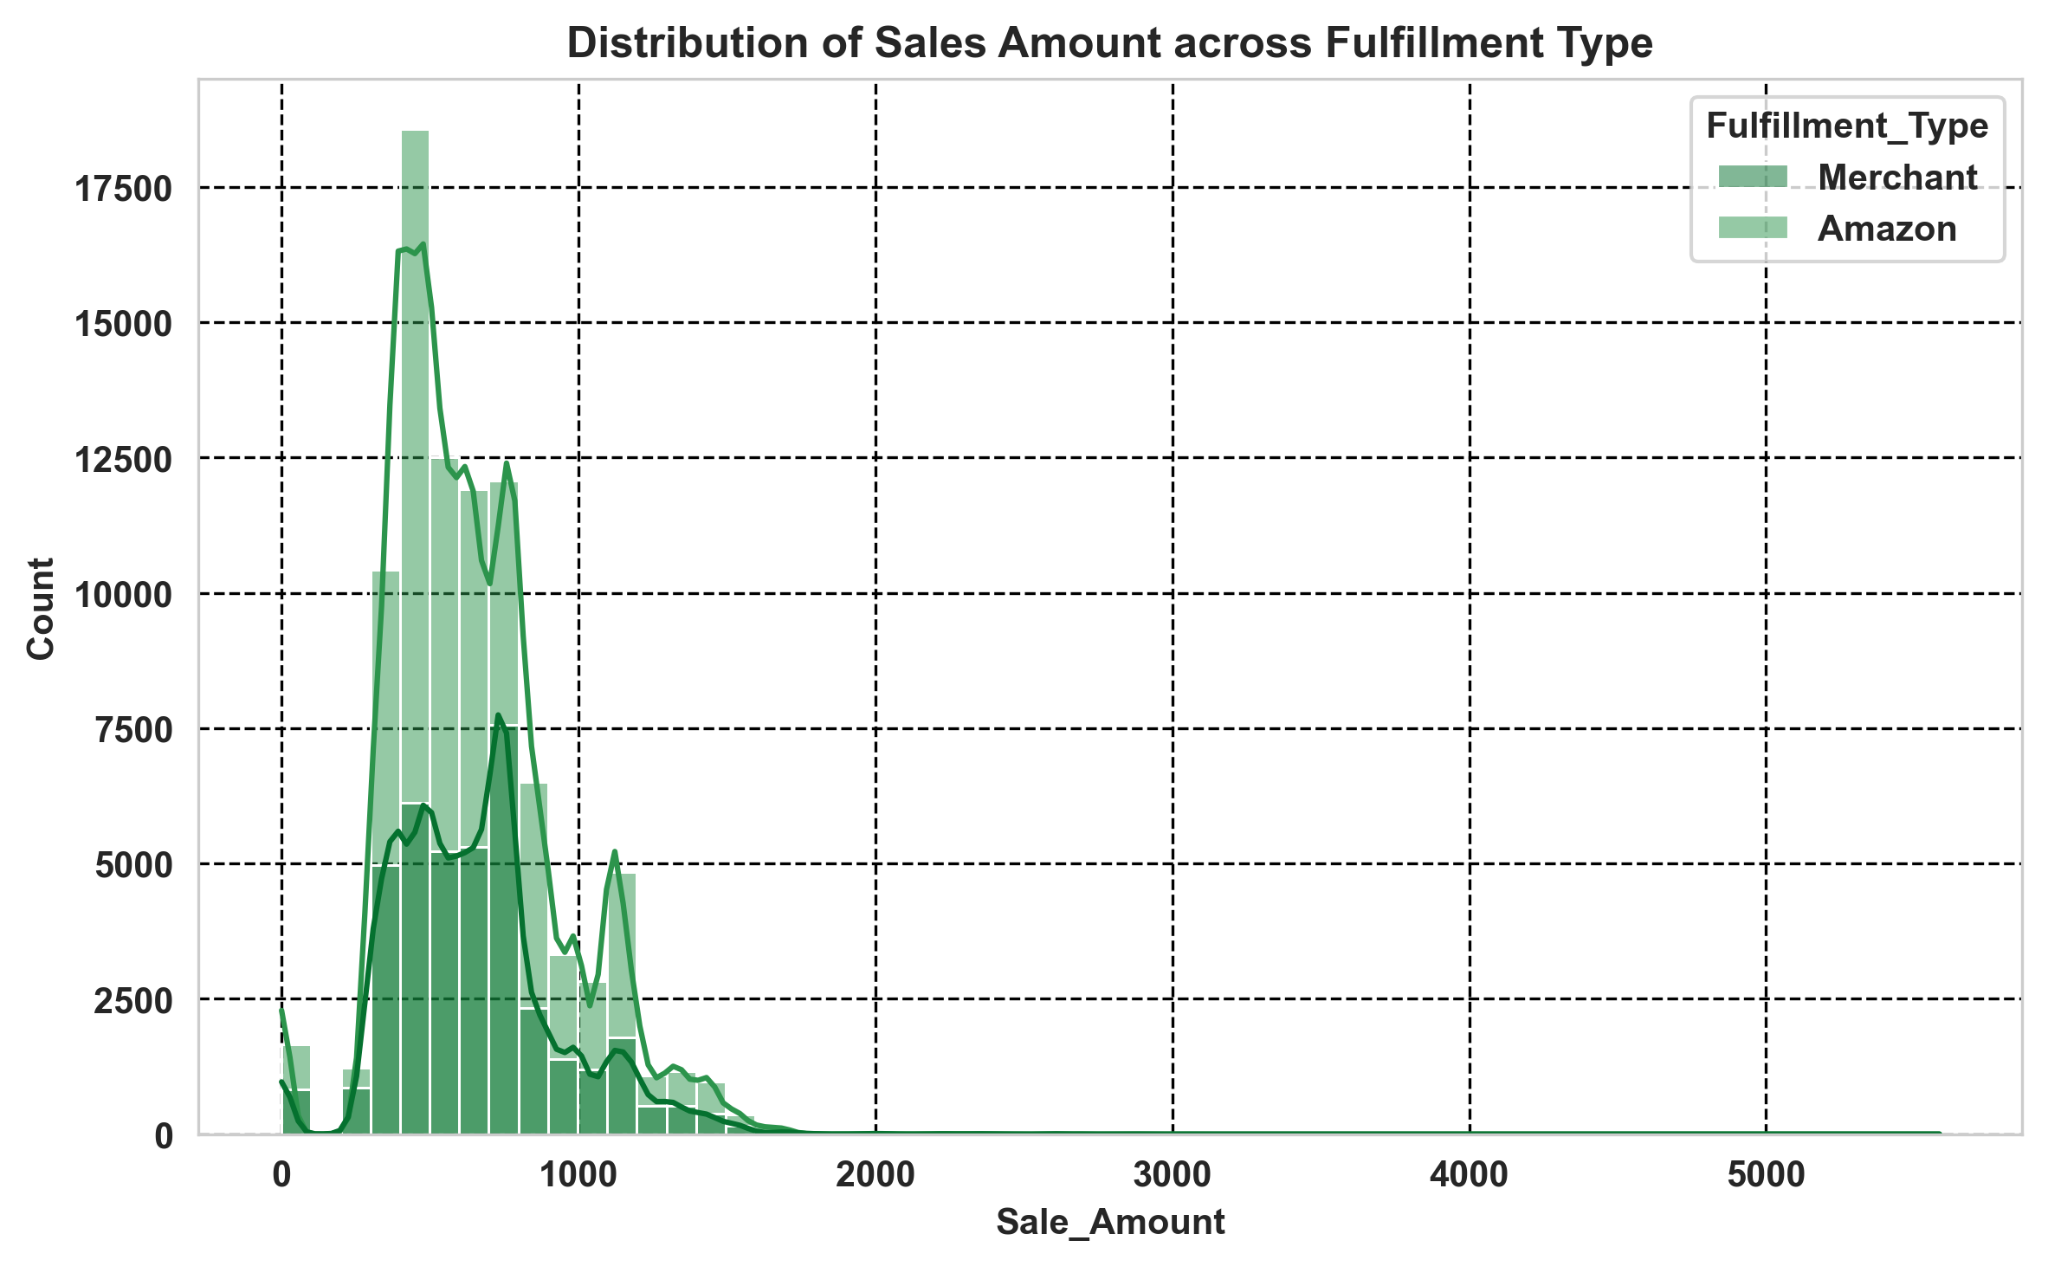 Distribution of Sales Amount across Fulfillment Type
Fulfillment_Type
Merchant
Amazon
17500
15000
12500
10000
7500
5000
2500
0
Count
0 1000 2000 3000 4000 5000
Sale_Amount